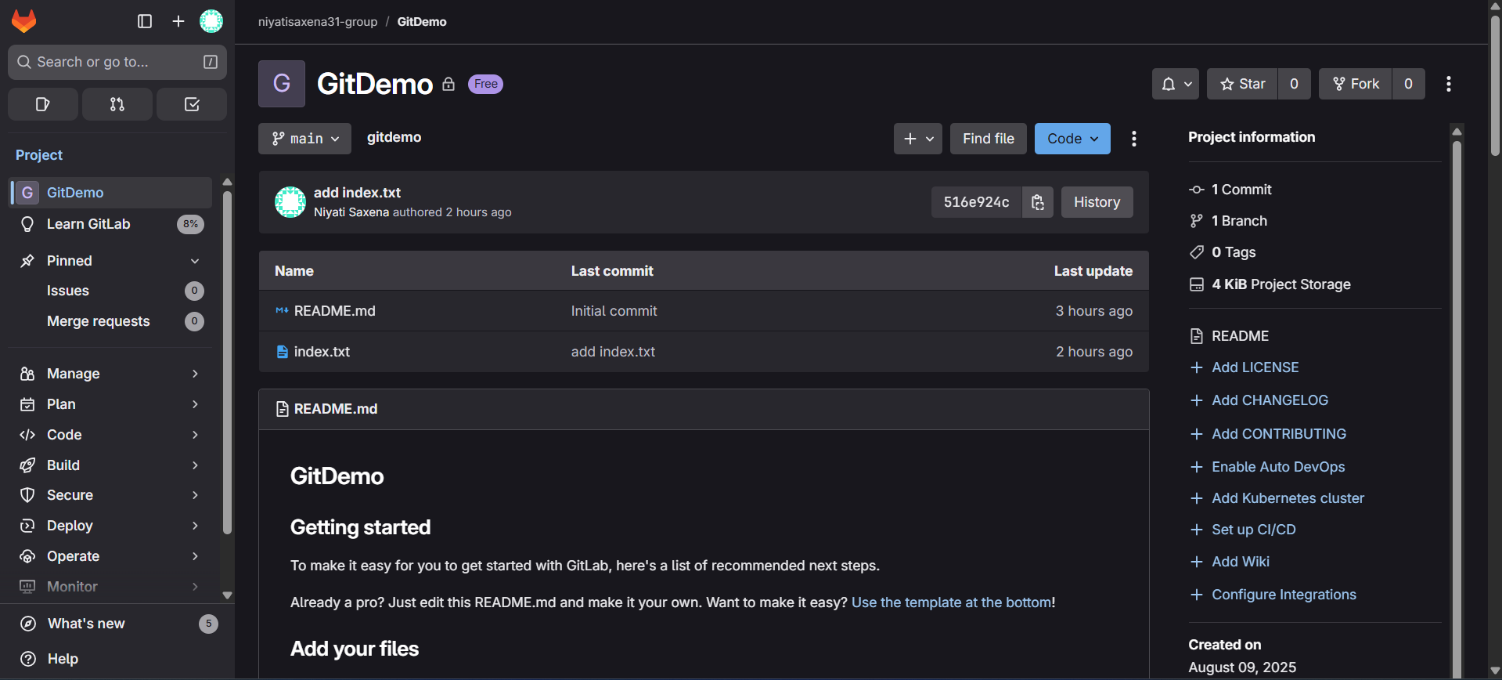 niyatisaxena31-group / GitDemo
Search or go to... /
Project
G GitDemo
Learn GitLab 8%
Pinned
Issues 0
Merge requests 0
Manage
Plan
Code
Build
Secure
Deploy
Operate
Monitor
What's new 5
Help
G GitDemo Free
Star 0 Fork 0
main gitdemo
+ Find file Code
add index.txt
Niyati Saxena authored 2 hours ago
516e924c History
Name Last commit Last update
README.md Initial commit 3 hours ago
index.txt add index.txt 2 hours ago
README.md
GitDemo
Getting started
To make it easy for you to get started with GitLab, here's a list of recommended next steps.
Already a pro? Just edit this README.md and make it your own. Want to make it easy? Use the template at the bottom!
Add your files
Project information
1 Commit
1 Branch
0 Tags
4 KiB Project Storage
README
+ Add LICENSE
+ Add CHANGELOG
+ Add CONTRIBUTING
+ Enable Auto DevOps
+ Add Kubernetes cluster
+ Set up CI/CD
+ Add Wiki
+ Configure Integrations
Created on
August 09, 2025